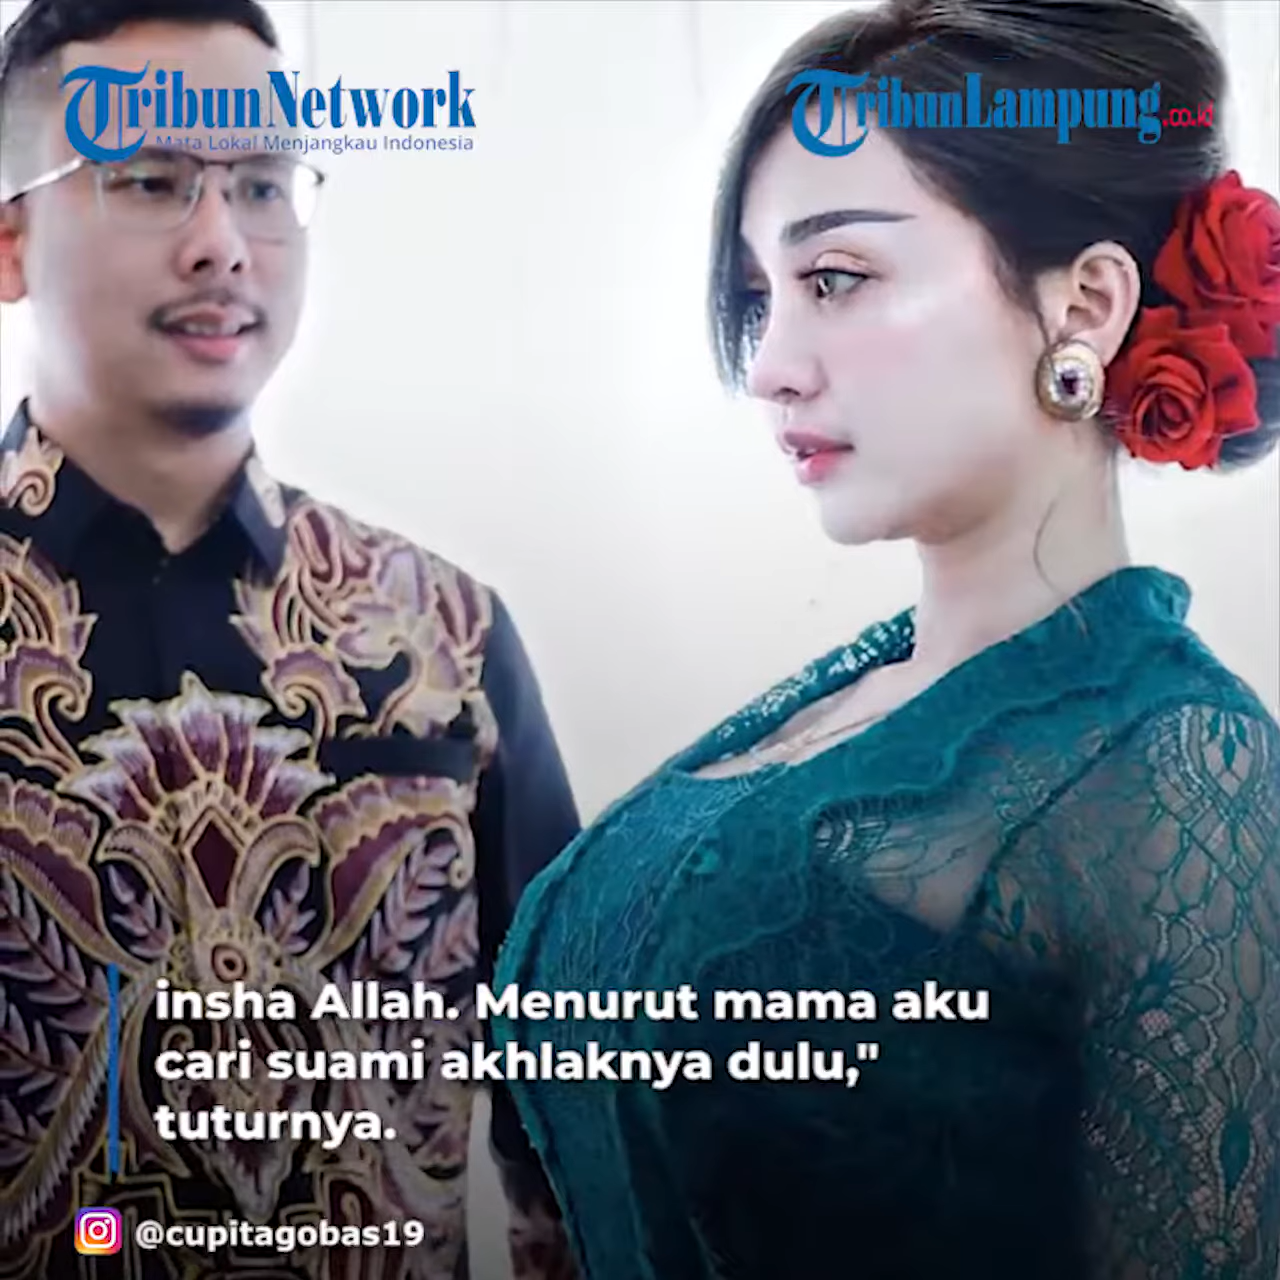 TribunNetwork
Mata Lokal Menjangkau Indonesia
TribunLampung.co.id
insha Allah. Menurut mama aku
cari suami akhlaknya dulu,"
tuturnya.
@cupitagobas19